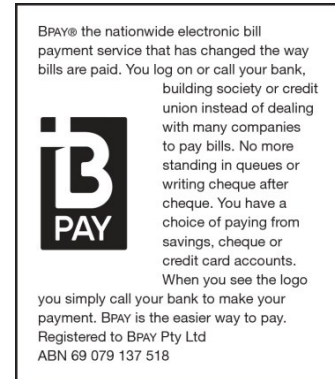 BPAY® the nationwide electronic bill
payment service that has changed the way
bills are paid. You log on or call your bank,
building society or credit
union instead of dealing
with many companies
to pay bills. No more
standing in queues or
writing cheque after
cheque. You have a
choice of paying from
savings, cheque or
credit card accounts.
When you see the logo
B
PAY
you simply call your bank to make your
payment. BPAY is the easier way to pay.
Registered to BPAY Pty Ltd
ABN 69 079 137 518